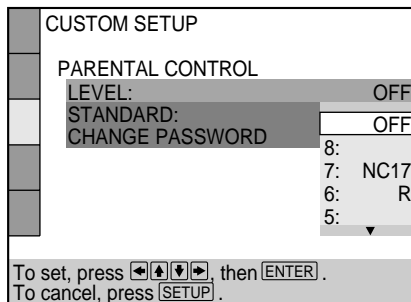 CUSTOM SETUP
PARENTAL CONTROL
LEVEL: OFF
STANDARD:
CHANGE PASSWORD
OFF
8:
7: NC17
6: R
5:
To set, press , then ENTER .
To cancel, press SETUP .